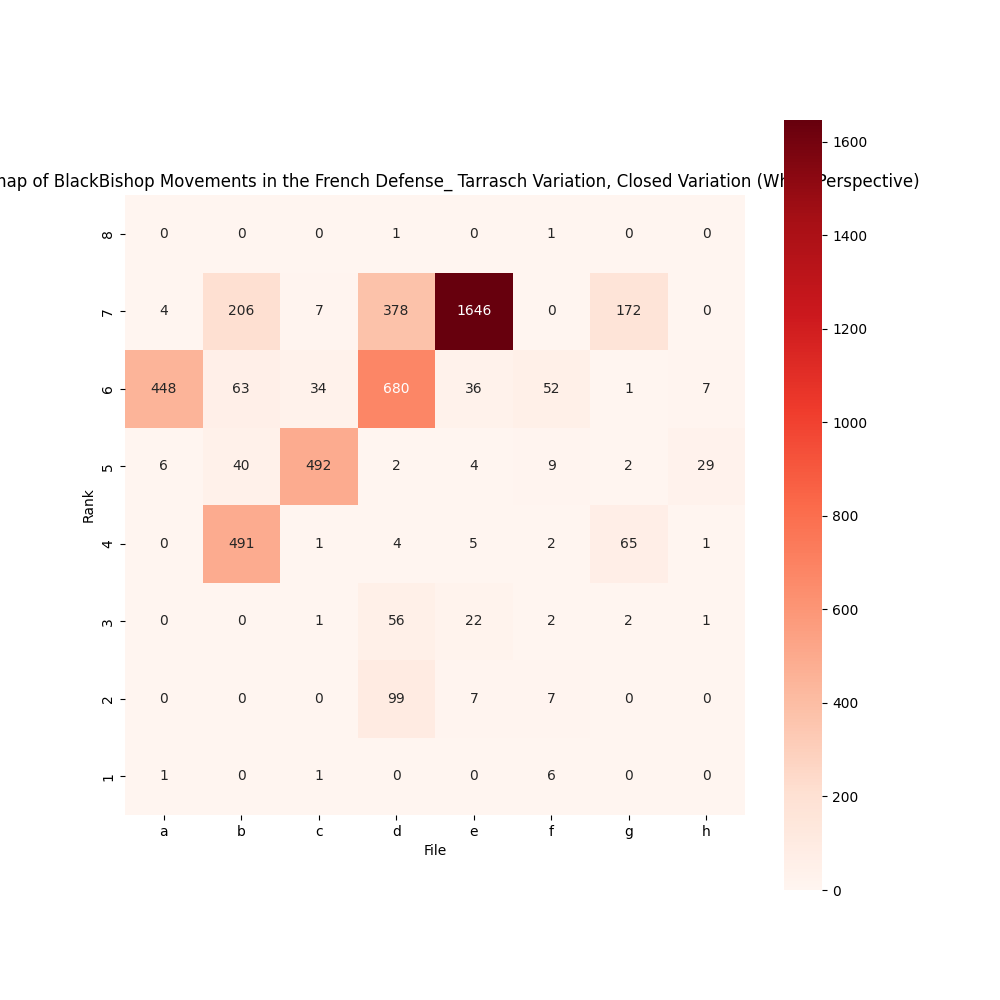 map of BlackBishop Movements in the French Defense_ Tarrasch Variation, Closed Variation (Wh Perspective)
8 0 0 0 1 0 1 0 0
7 4 206 7 378 1646 0 172 0
6 448 63 34 680 36 52 1 7
5 6 40 492 2 4 9 2 29
4 0 491 1 4 5 2 65 1
3 0 0 1 56 22 2 2 1
2 0 0 0 99 7 7 0 0
1 1 0 1 0 0 6 0 0
a b c d e f g h
File
Rank
1600
1400
1200
1000
800
600
400
200
0